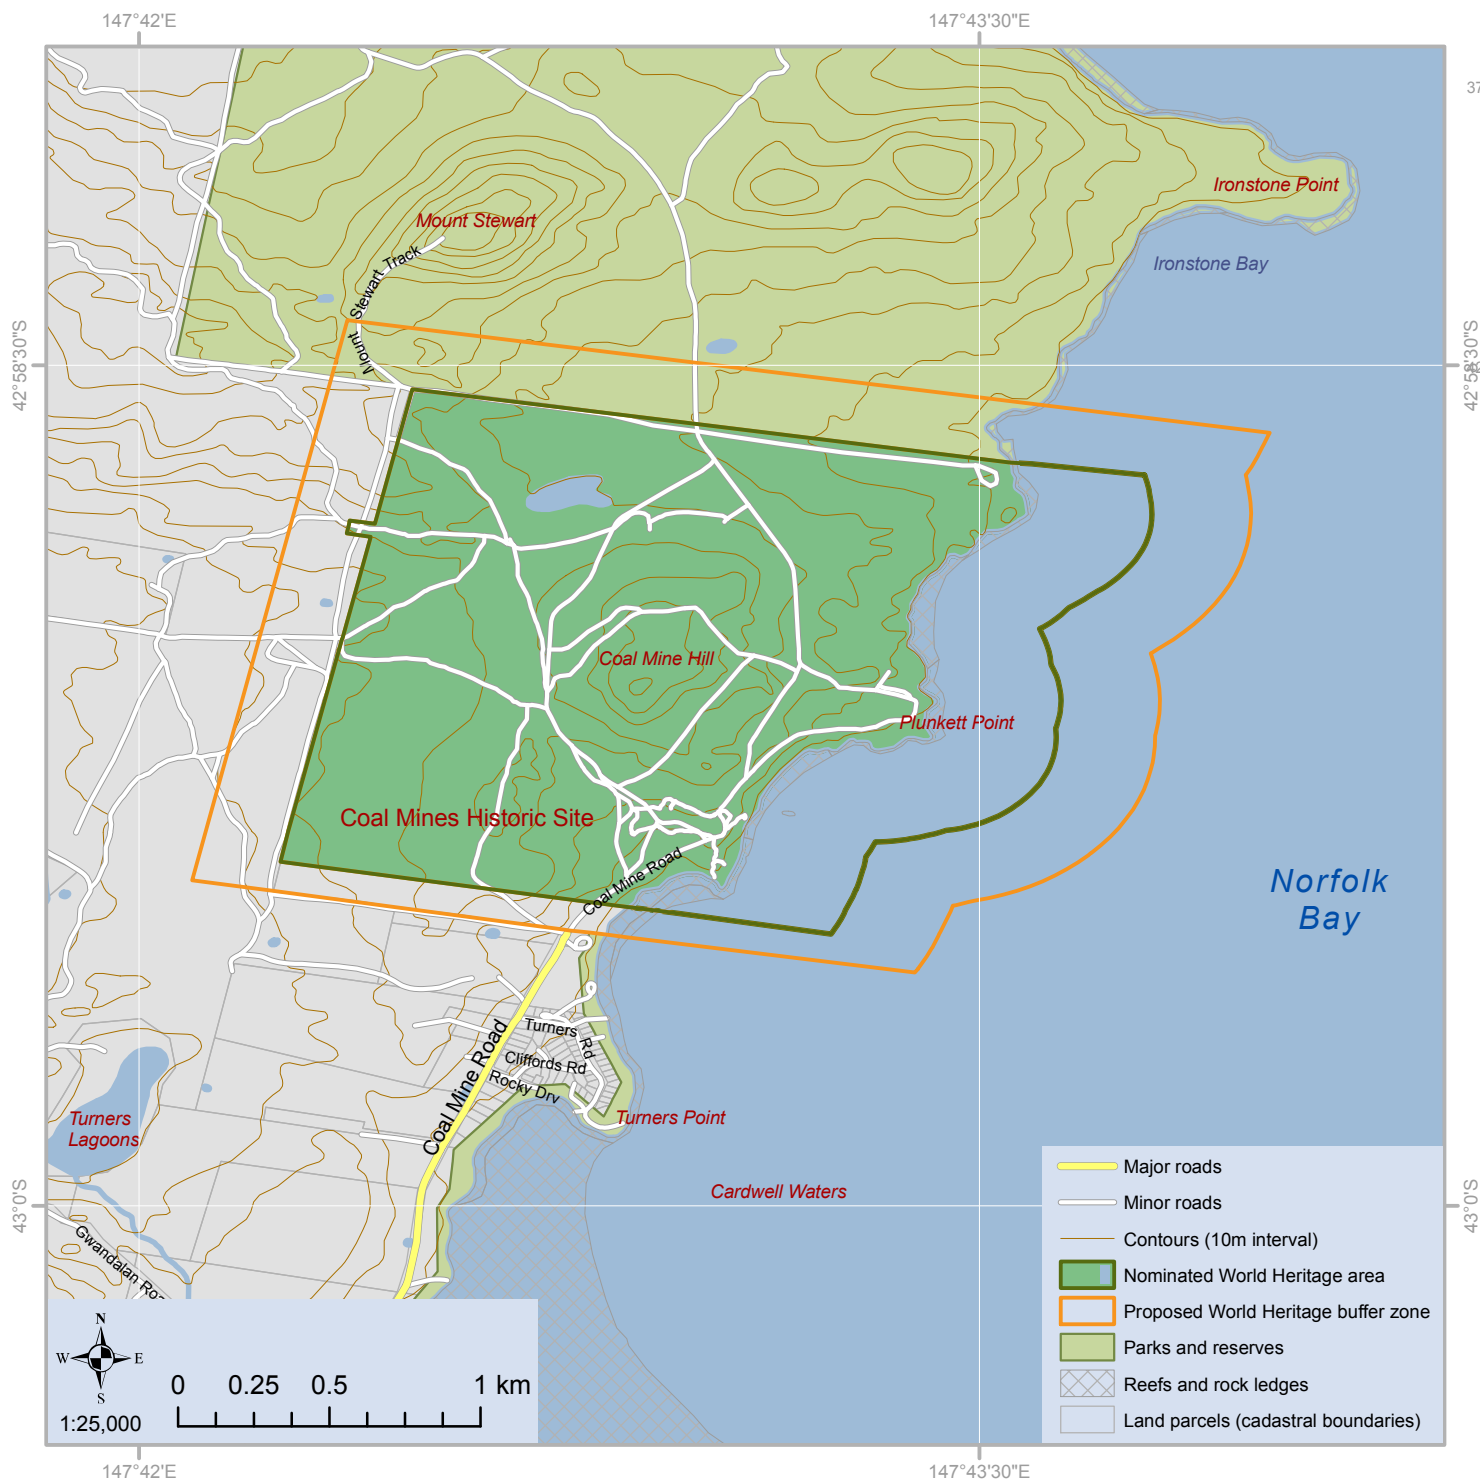 147°42'E
147°43'30"E
37
Ironstone Point
Mount Stewart
Ironstone Bay
Mount Stewart Track
42°58'30"S
42°58'30"S
Coal Mine Hill
Plunkett Point
Coal Mines Historic Site
Coal Mine Road
Norfolk
Bay
Turners Rd
Cliffords Rd
Rocky Drv
Coal Mine Road
Turners Point
Turners
Lagoons
Cardwell Waters
43°0'S
43°0'S
Gwandalan Roa
Major roads
Minor roads
Contours (10m interval)
Nominated World Heritage area
Proposed World Heritage buffer zone
Parks and reserves
Reefs and rock ledges
Land parcels (cadastral boundaries)
N
W E
S
0 0.25 0.5 1 km
1:25,000
147°42'E
147°43'30"E